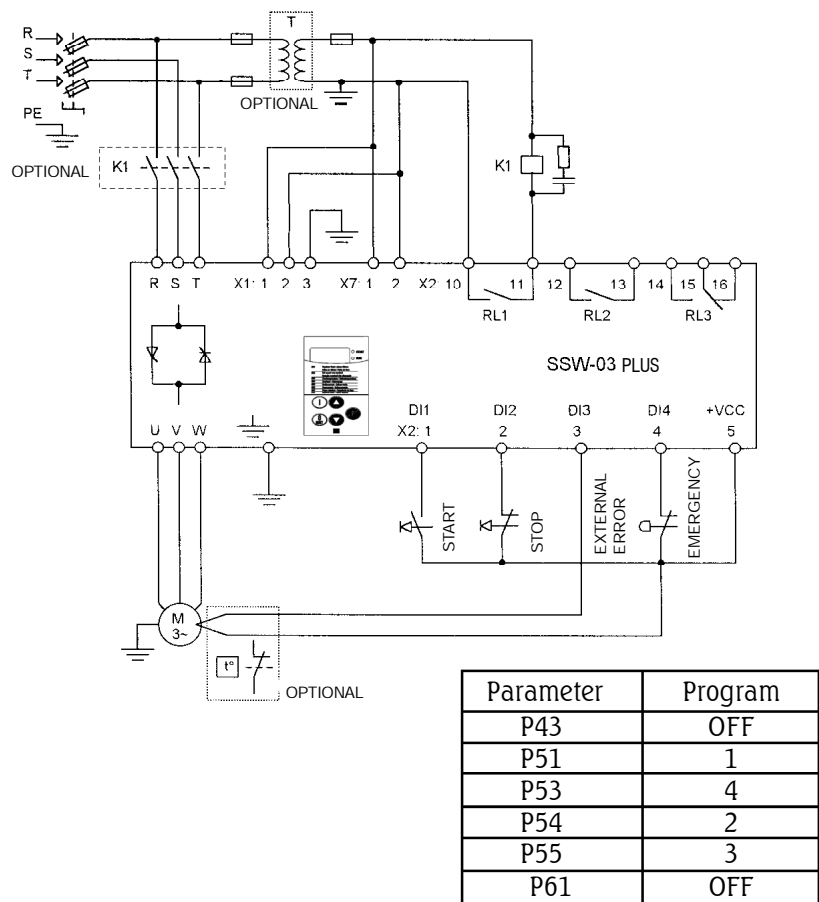 T
R
S
T
PE
OPTIONAL
OPTIONAL
K1
K1
R S T X1: 1 2 3 X7: 1 2 X2 10 11 12 13 14 15 16
RL1 RL2 RL3
SSW-03 PLUS
DI1 DI2 DI3 DI4 +VCC
U V W X2: 1 2 3 4 5
START
STOP
EXTERNAL
ERROR
EMERGENCY
M
3~
t°
OPTIONAL
Parameter Program
P43 OFF
P51 1
P53 4
P54 2
P55 3
P61 OFF